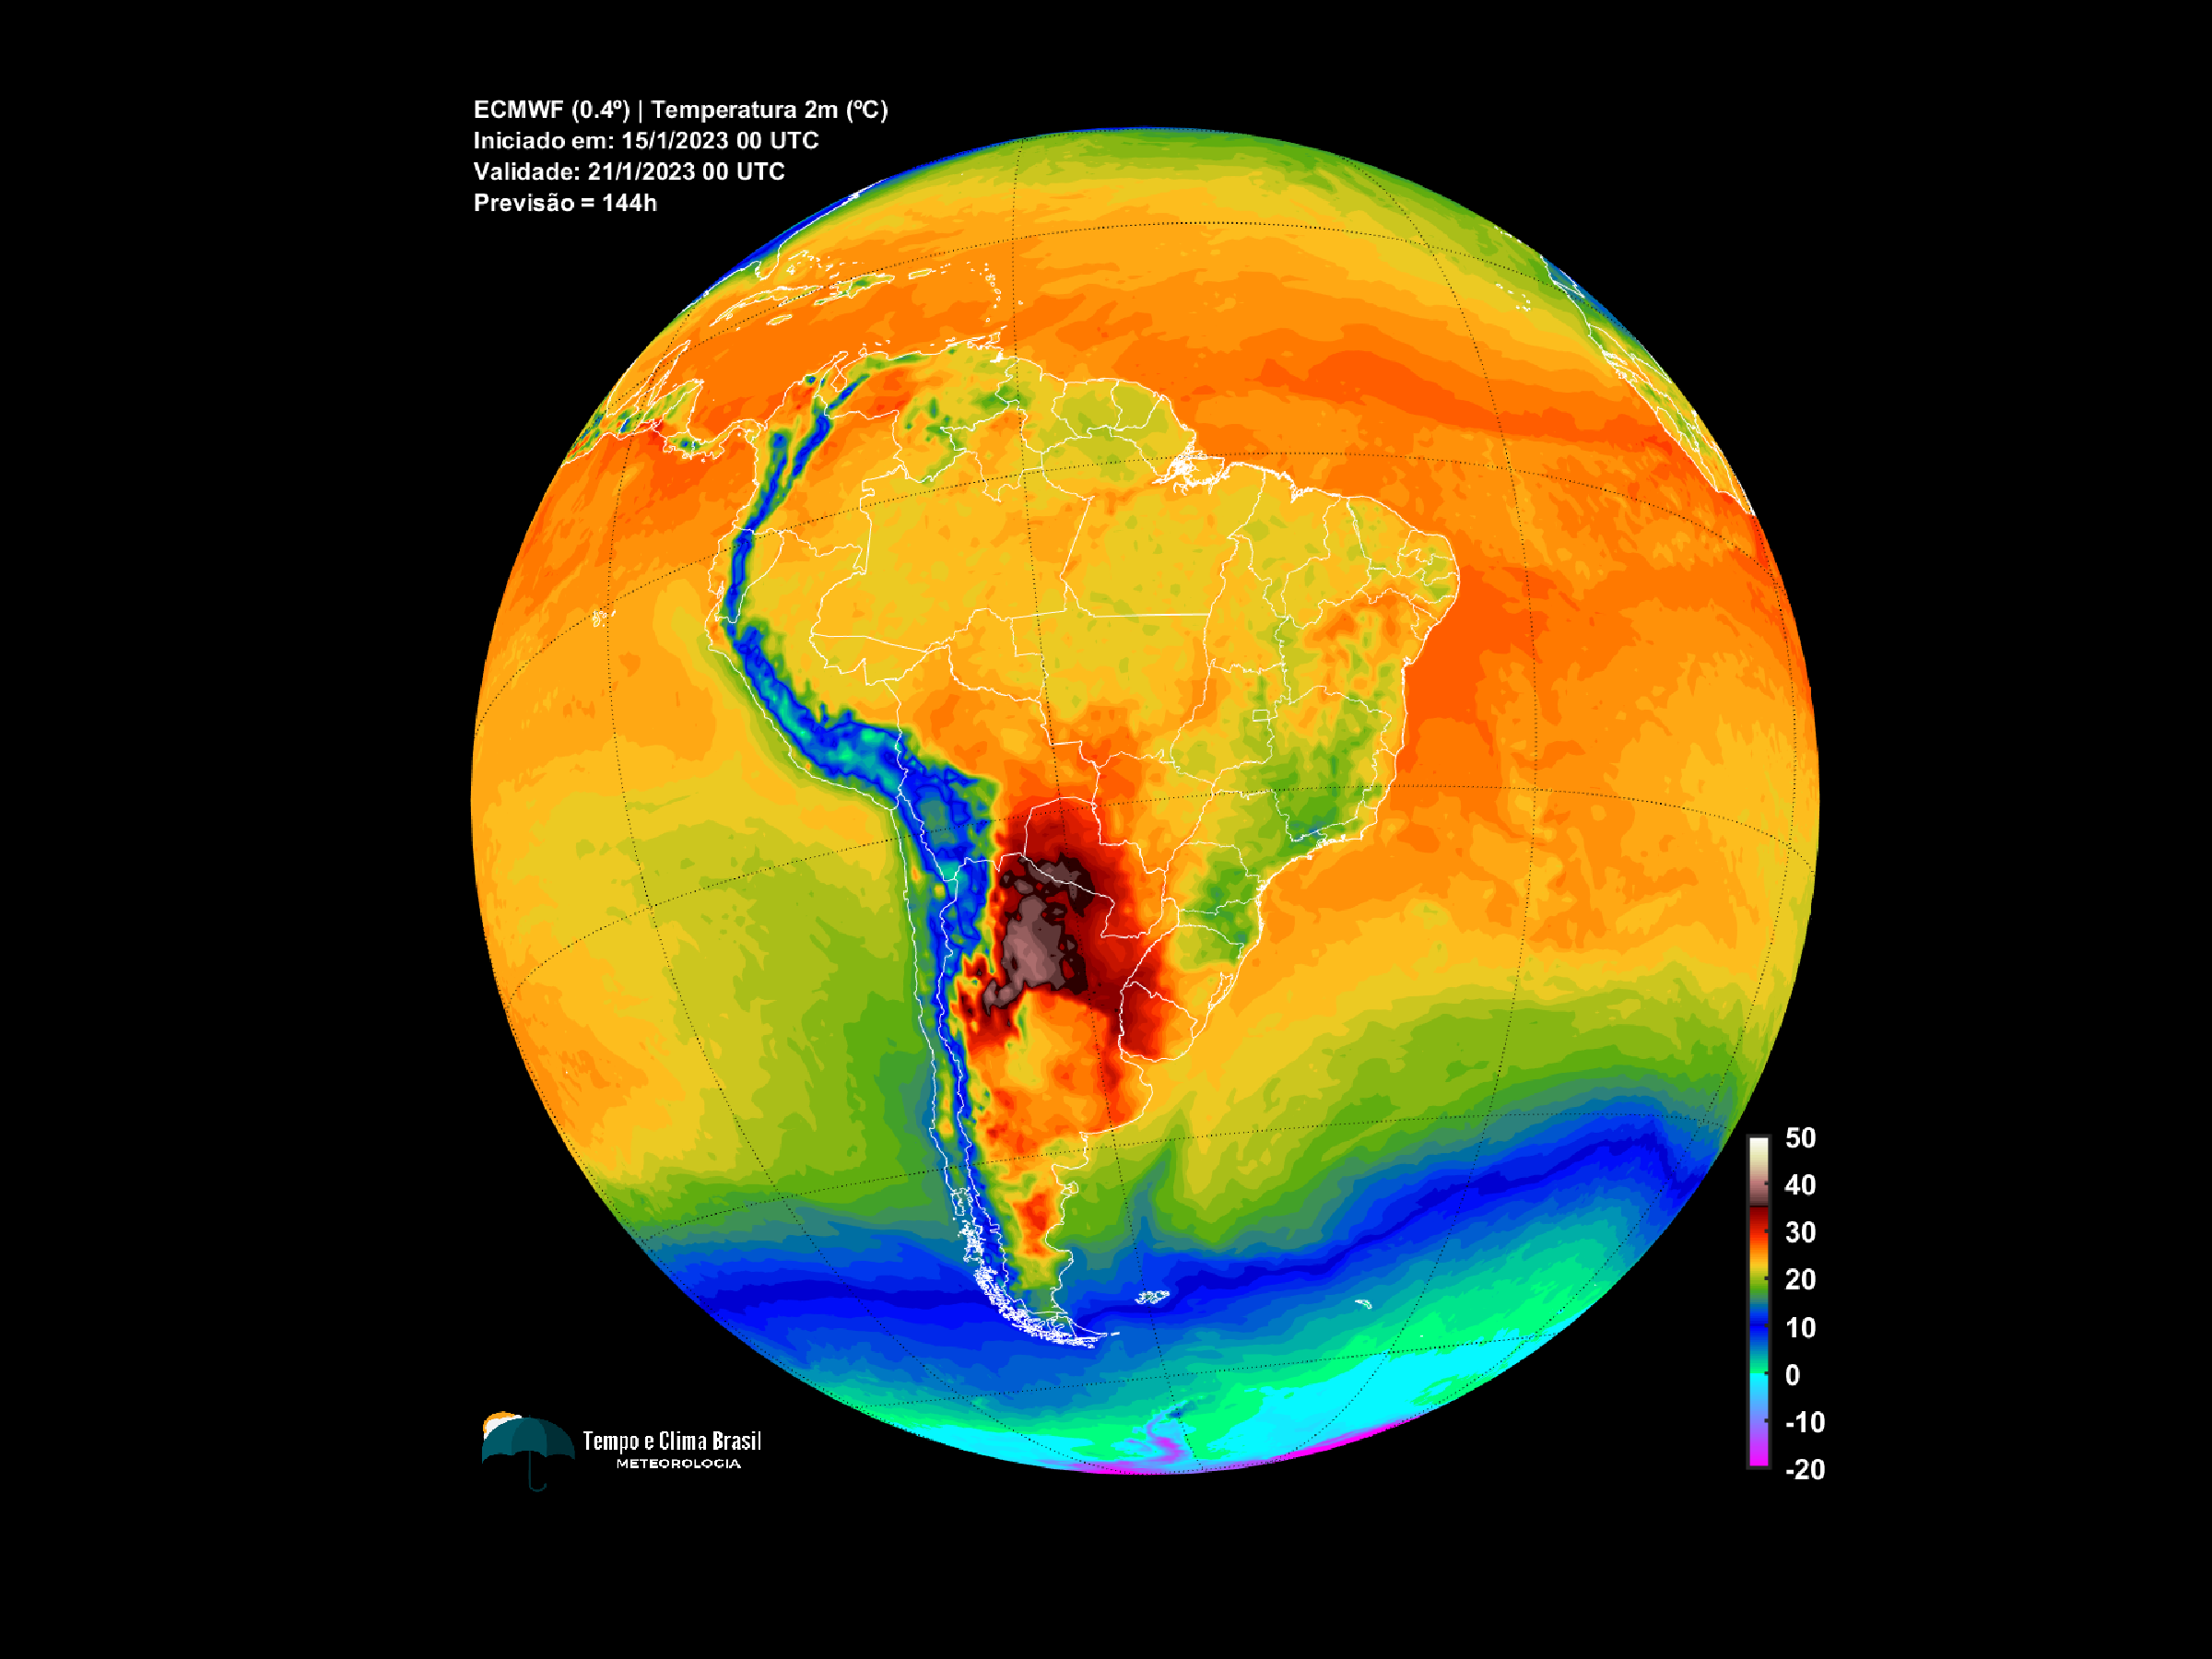 ECMWF (0.4º) | Temperatura 2m (ºC)
Iniciado em: 15/1/2023 00 UTC
Validade: 21/1/2023 00 UTC
Previsão = 144h
50
40
30
20
10
0
-10
-20
Tempo e Clima Brasil
METEOROLOGIA